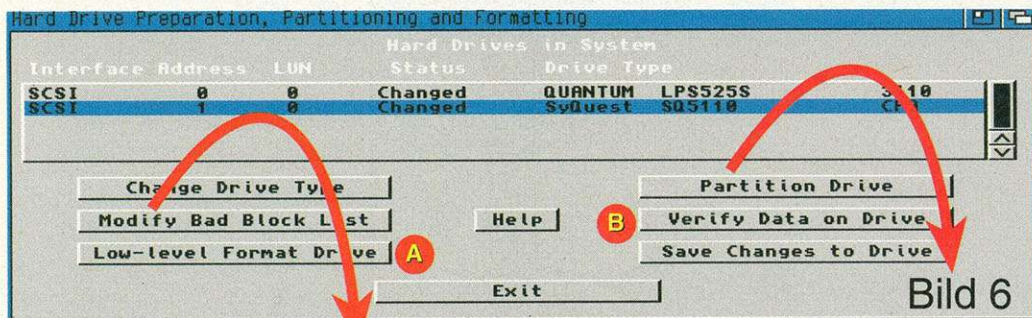 Hard Drive Preparation, Partitioning and Formatting
Hard Drives in System
Interface Address LUN Status Drive Type
SCSI 0 0 Changed QUANTUM LPS525S 3110
SCSI 1 0 Changed SyQuest SQ5110
Change Drive Type
Partition Drive
Modify Bad Block List
Help
B
Verify Data on Drive
Low-level Format Drive
A
Save Changes to Drive
Exit
Bild 6